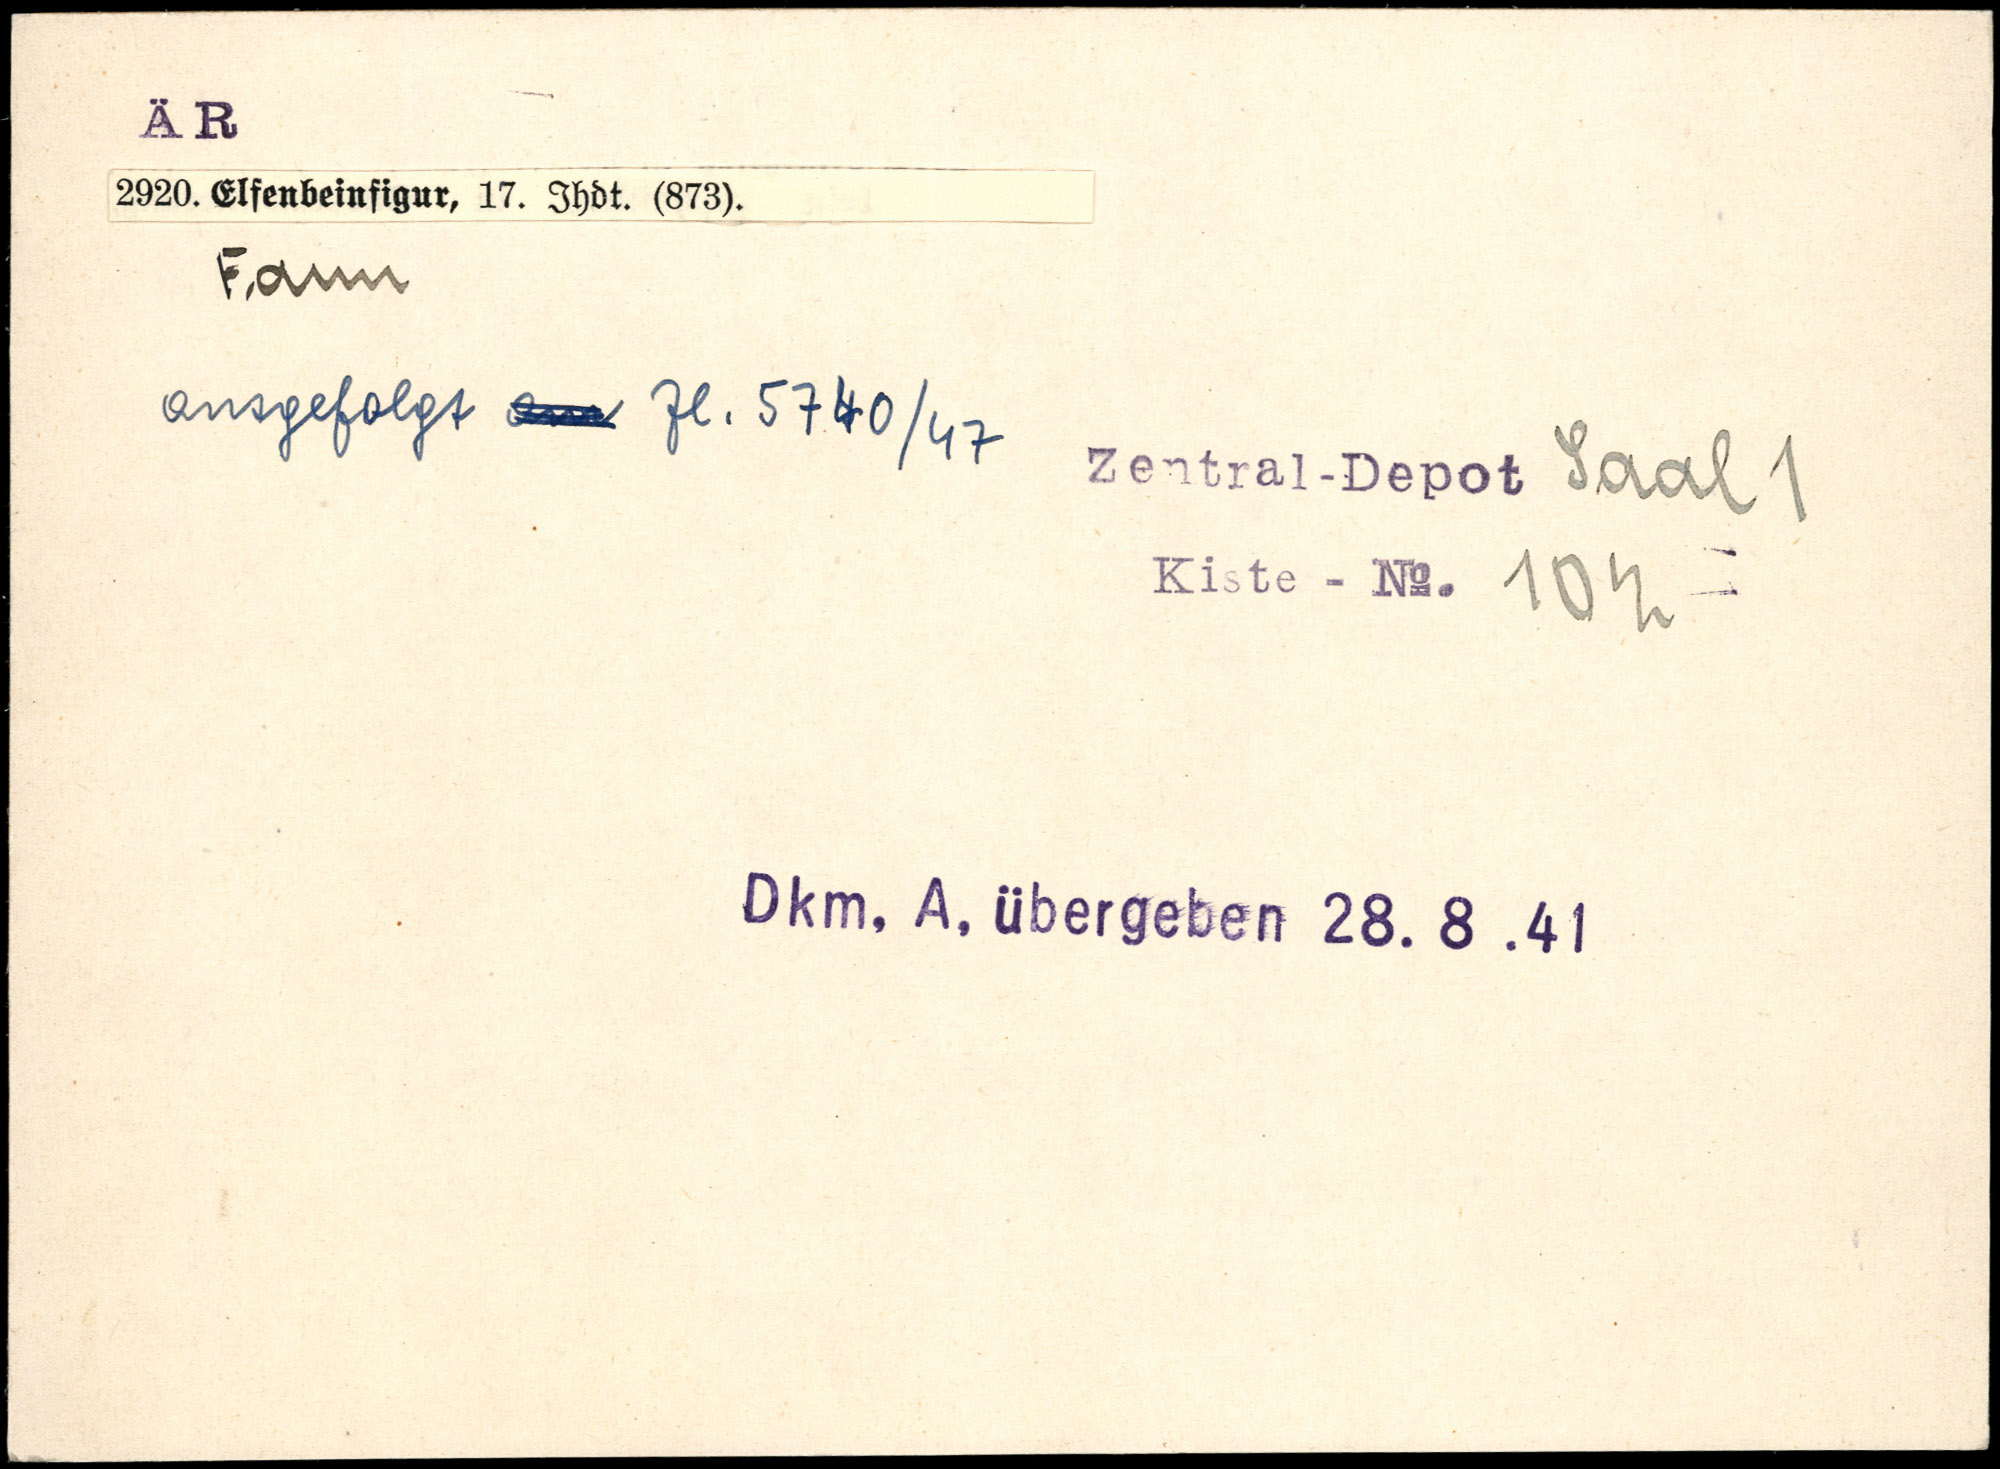 ÄR
2920. Elfenbeinfigur, 17. Jhdt. (873).
Faun
ausgefolgt Zl. 5740/47
Zentral-Depot Saal 1
Kiste - №.
Dkm. A. übergeben 28. 8 .41